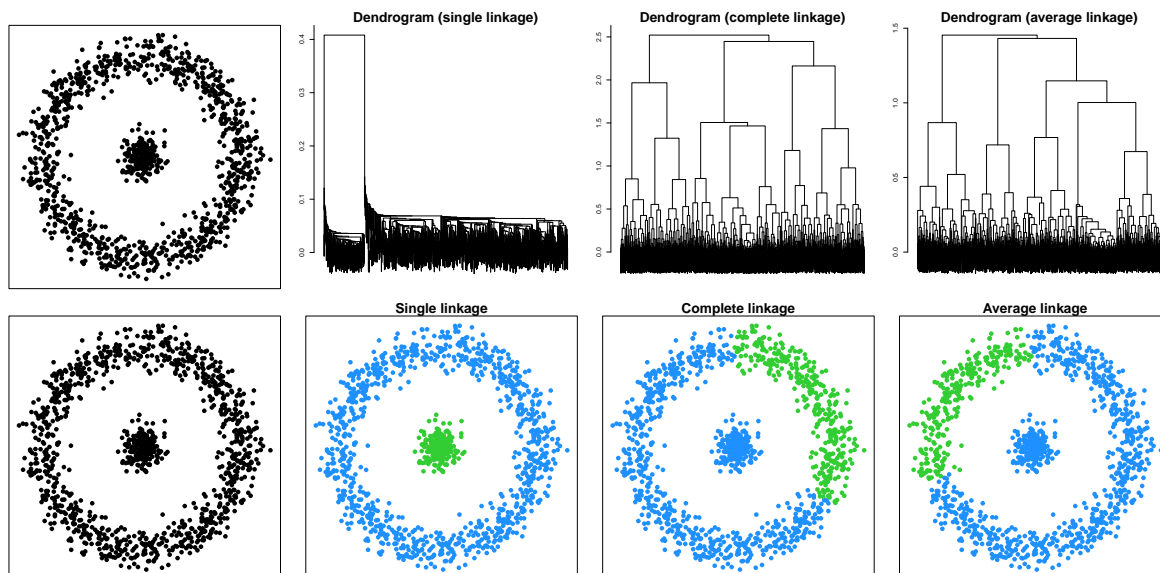 Dendrogram (single linkage)
Dendrogram (complete linkage)
Dendrogram (average linkage)
0.4
0.3
0.2
0.1
0.0
2.5
2.0
1.5
1.0
0.5
0.0
1.5
1.0
0.5
0.0
Single linkage
Complete linkage
Average linkage